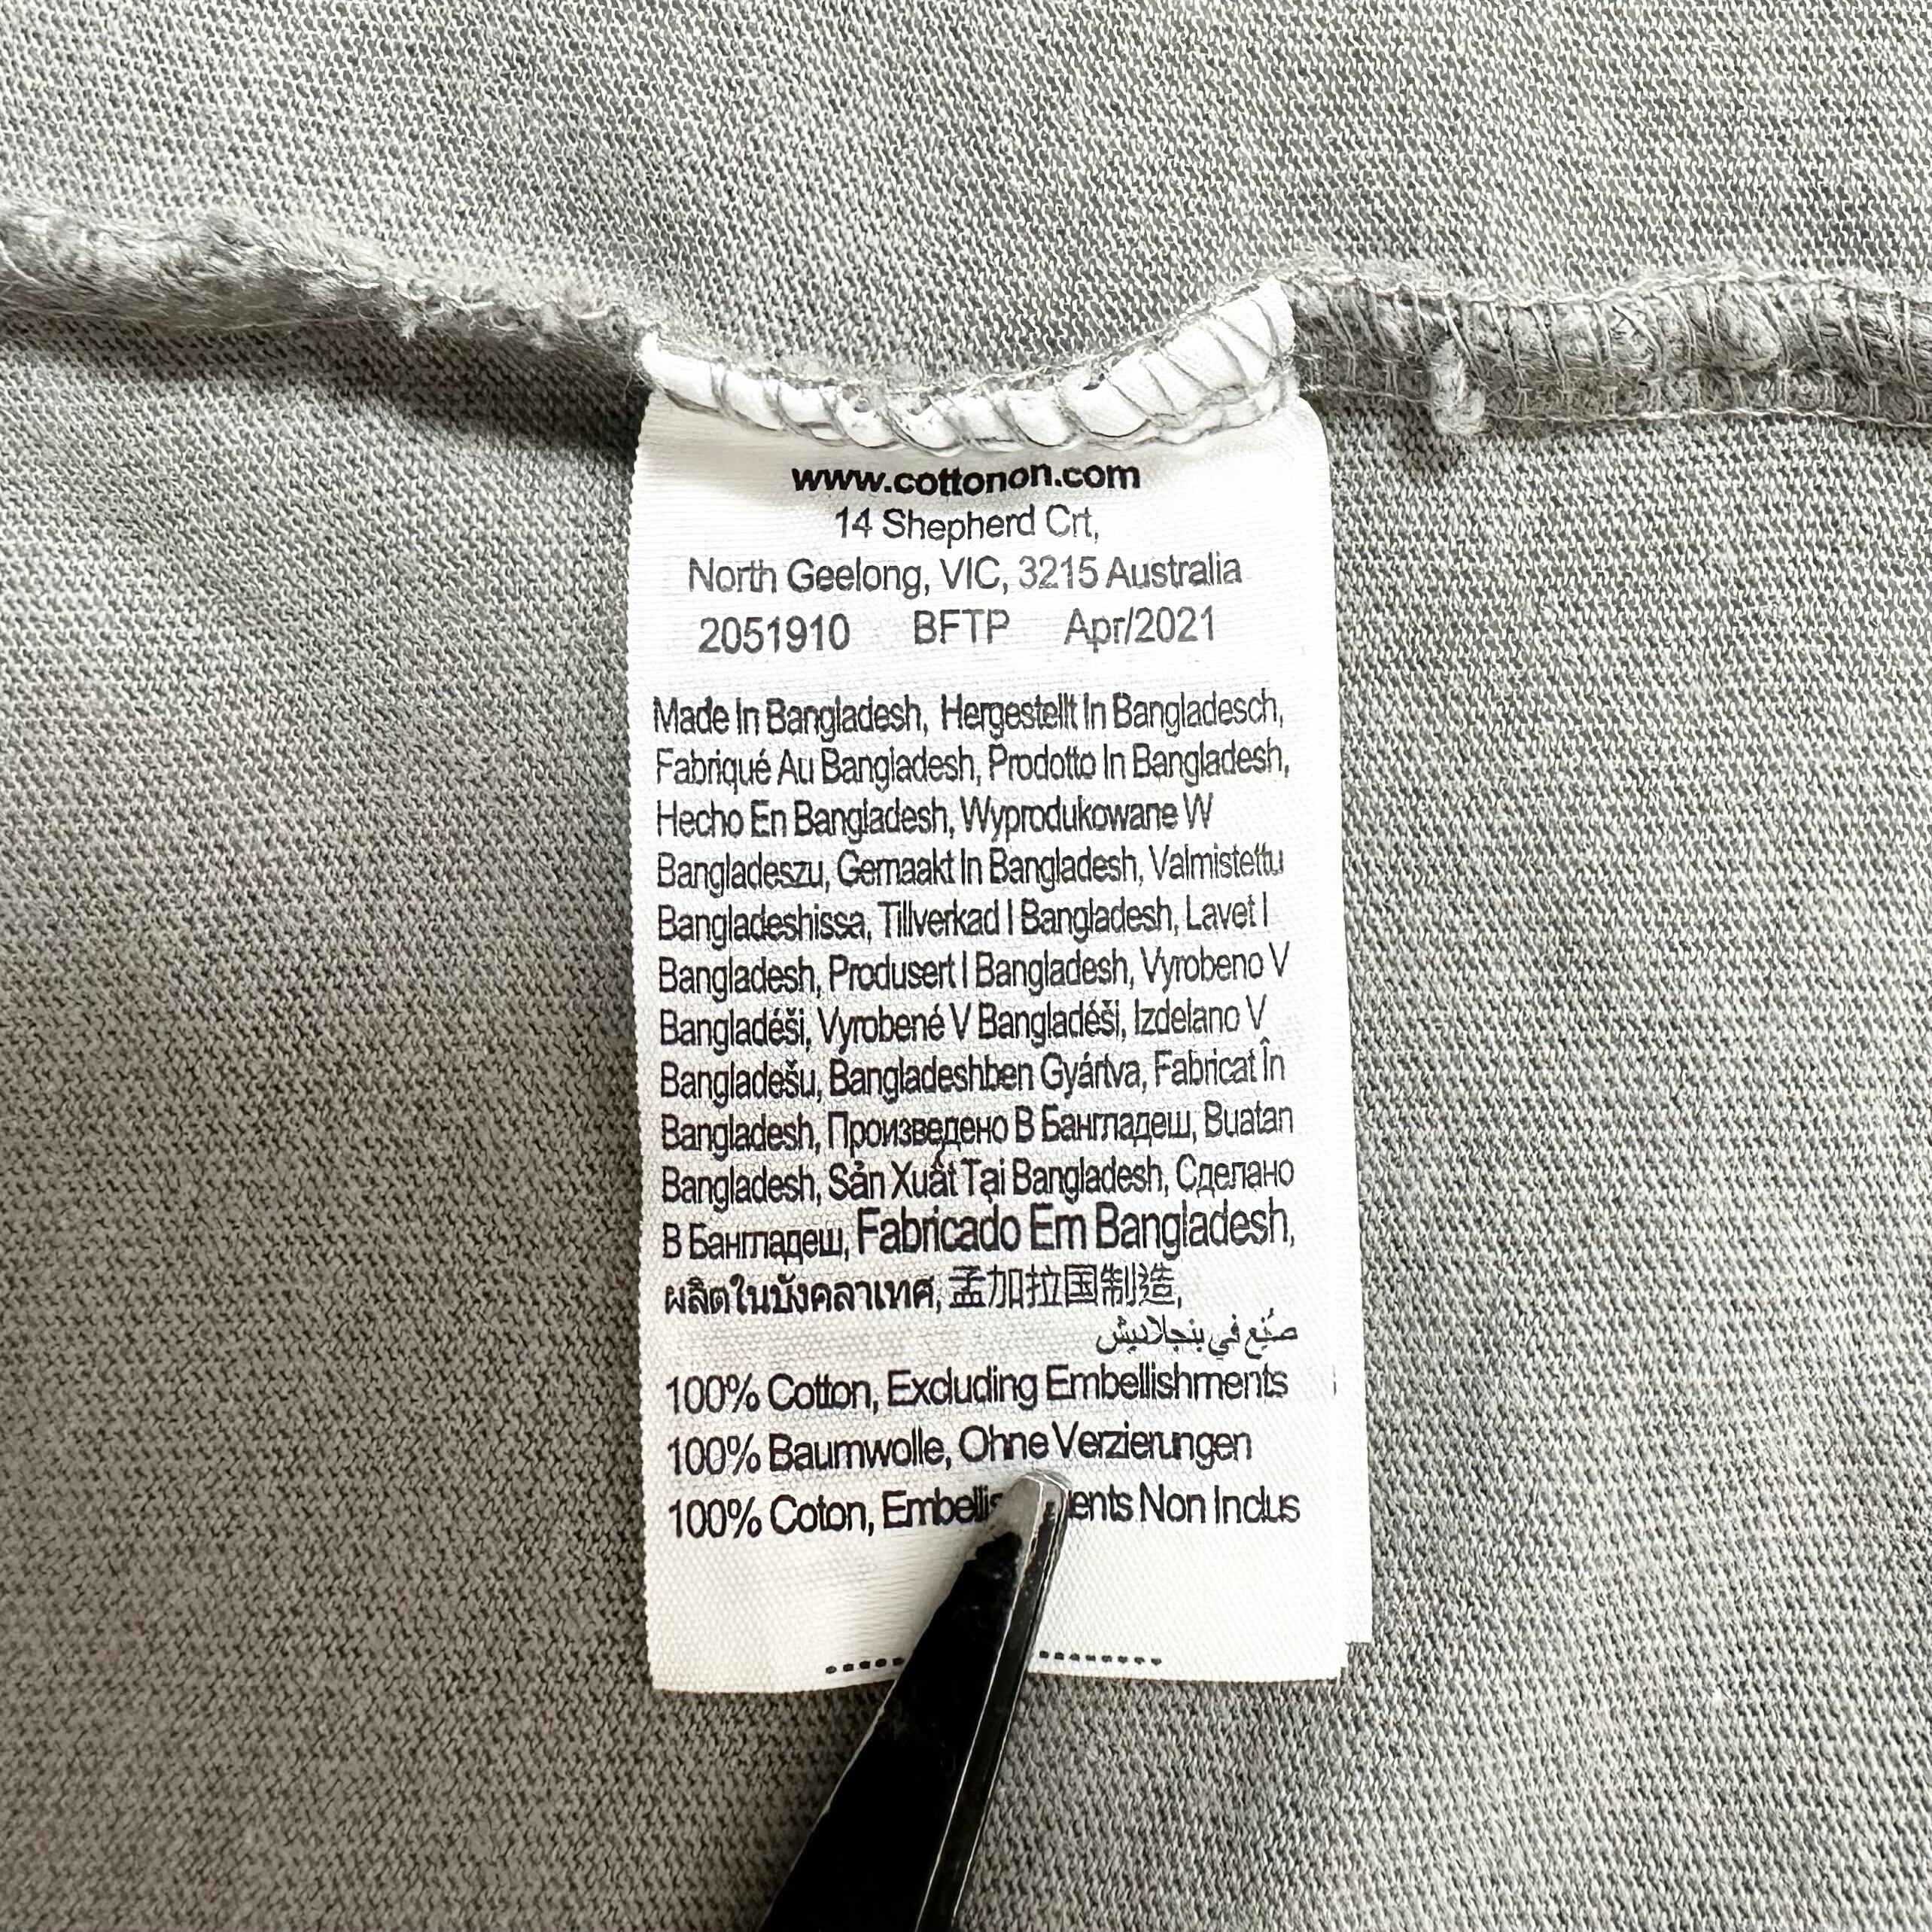 www.cottonon.com
14 Shepherd Crt,
North Geelong, VIC, 3215 Australia
2051910 BFTP Apr/2021
Made In Bangladesh, Hergestellt In Bangladesch,
Fabriqué Au Bangladesh, Prodotto In Bangladesh,
Hecho En Bangladesh, Wyprodukowane W
Bangladeszu, Gemaakt In Bangladesh, Valmistettu
Bangladeshissa, Tillverkad I Bangladesh, Lavet I
Bangladesh, Produsert I Bangladesh, Vyrobeno V
Bangladéši, Vyrobené V Bangladéši, Izdelano V
Bangladešu, Bangladeshben Gyártva, Fabricat În
Bangladesh, Произведено В Бангладеш, Buatan
Bangladesh, Sản Xuất Tại Bangladesh, Сделано
В Бангладеш, Fabricado Em Bangladesh,
ผลิตในบังคลาเทศ, 孟加拉国制造,
صُنِع في بنجلاديش
100% Cotton, Excluding Embellishments
100% Baumwolle, Ohne Verzierungen
100% Coton, Non Inclus